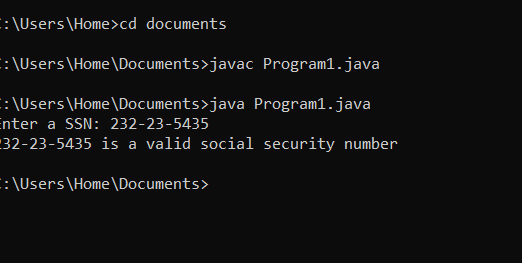 :\Users\Home>cd documents
:\Users\Home\Documents>javac Program1.java
:\Users\Home\Documents>java Program1.java
Enter a SSN: 232-23-5435
232-23-5435 is a valid social security number
:\Users\Home\Documents>